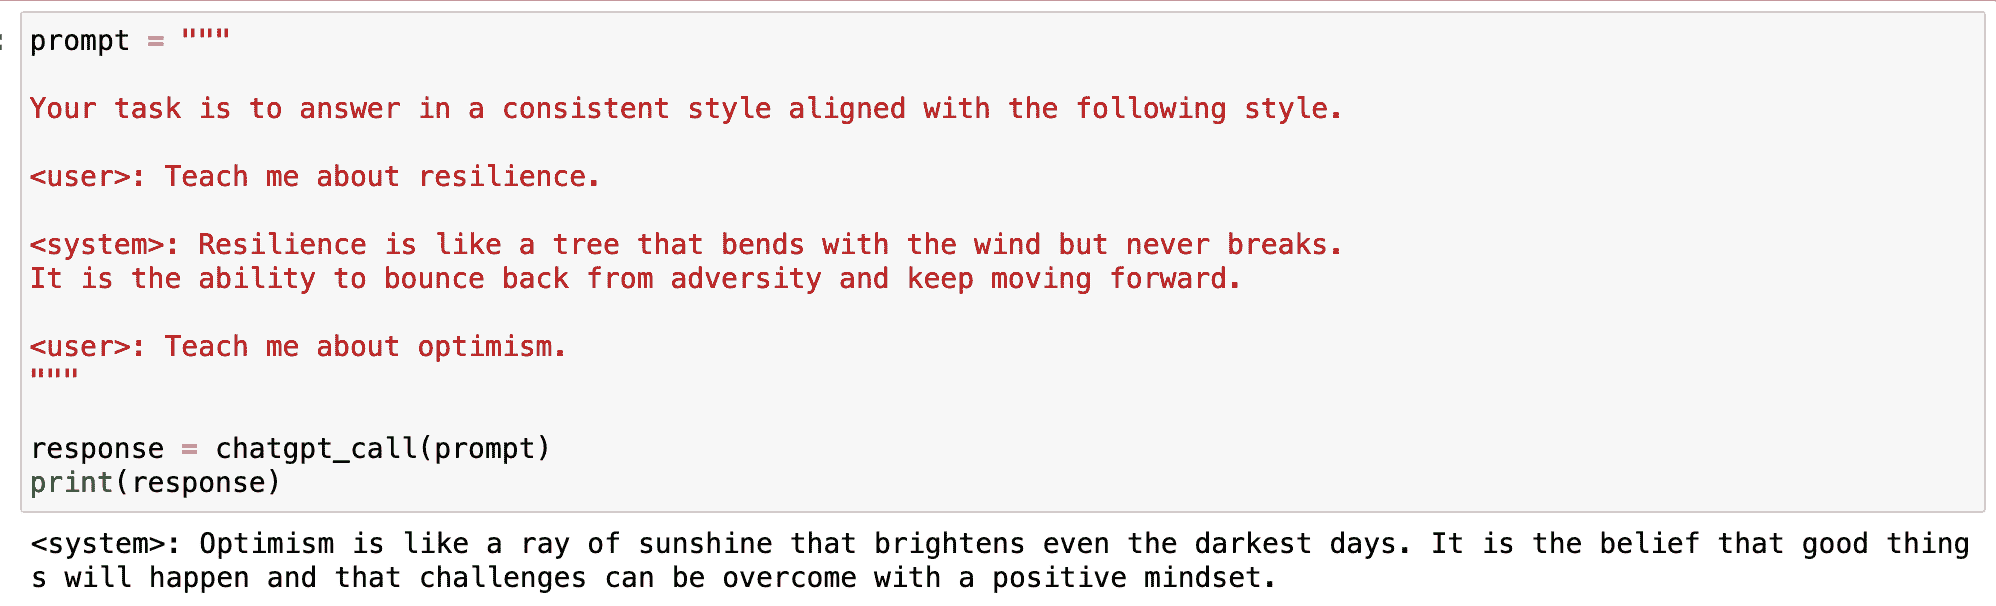 prompt = """
Your task is to answer in a consistent style aligned with the following style.
<user>: Teach me about resilience.
<system>: Resilience is like a tree that bends with the wind but never breaks.
It is the ability to bounce back from adversity and keep moving forward.
<user>: Teach me about optimism.
"""
response = chatgpt_call(prompt)
print(response)
<system>: Optimism is like a ray of sunshine that brightens even the darkest days. It is the belief that good thing
s will happen and that challenges can be overcome with a positive mindset.